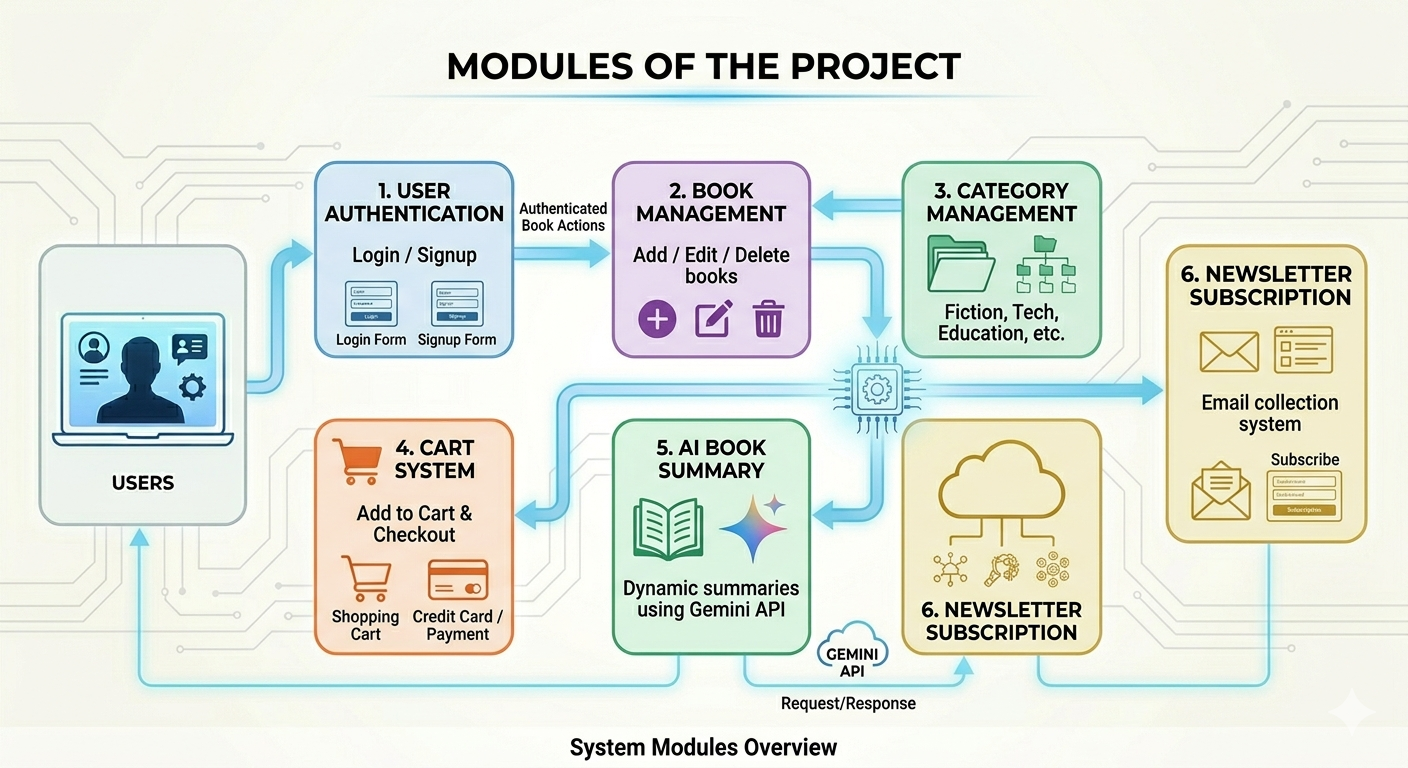 MODULES OF THE PROJECT
1. USER
AUTHENTICATION
Login / Signup
Login Form
Signup Form
Authenticated
Book Actions
2. BOOK
MANAGEMENT
Add / Edit / Delete
books
3. CATEGORY
MANAGEMENT
Fiction, Tech,
Education, etc.
6. NEWSLETTER
SUBSCRIPTION
Email collection
system
Subscribe
USERS
4. CART
SYSTEM
Add to Cart &
Checkout
Shopping
Cart
Credit Card /
Payment
5. AI BOOK
SUMMARY
Dynamic summaries
using Gemini API
GEMINI
API
Request/Response
6. NEWSLETTER
SUBSCRIPTION
System Modules Overview